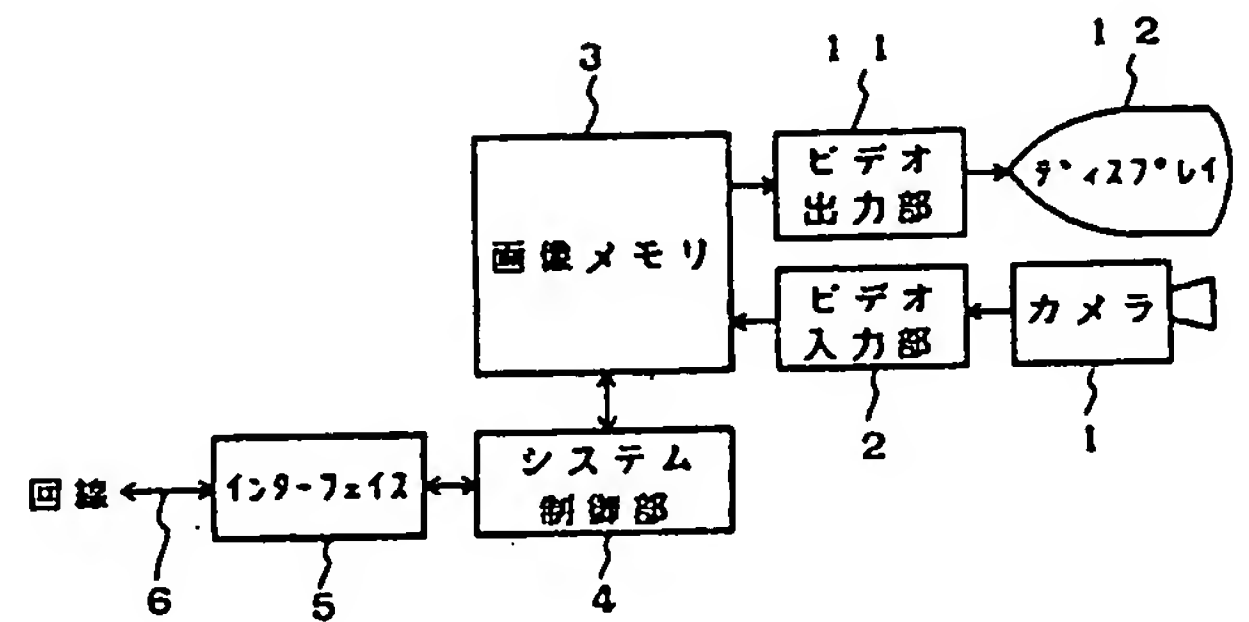 3
1 1
1 2
ビデオ
出力部
ディスプレイ
画像メモリ
ビデオ
入力部
カメラ
2
1
システム
制御部
インターフェイス
回線
6
5
4